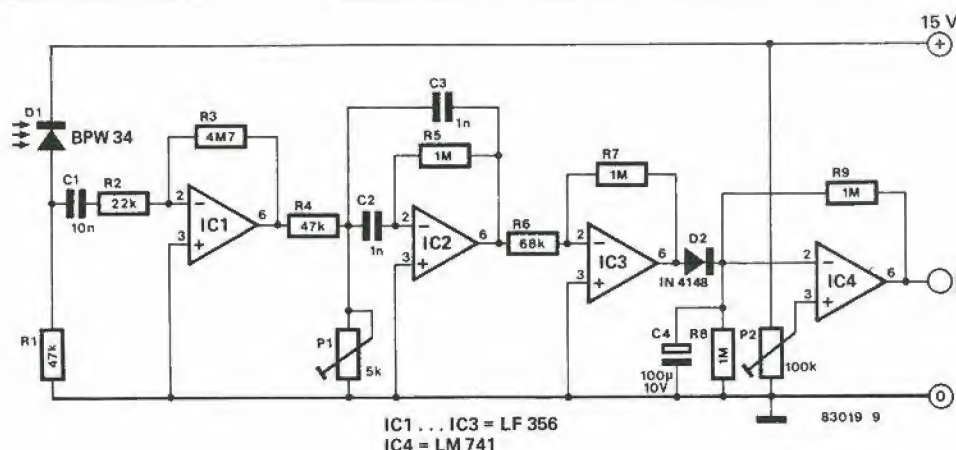 15 V
+
D1
BPW 34
C1
10n
R2
22k
R3
4M7
2
−
IC1
3
+
6
R4
47k
C3
1n
R5
1M
C2
1n
2
−
IC2
3
+
6
R6
68k
R7
1M
2
−
IC3
3
+
6
D2
IN 4148
R9
1M
2
−
IC4
3
+
6
R1
47k
P1
5k
C4
100µ
10V
R8
1M
P2
100k
0
83019 9
IC1 . . . IC3 = LF 356
IC4 = LM 741